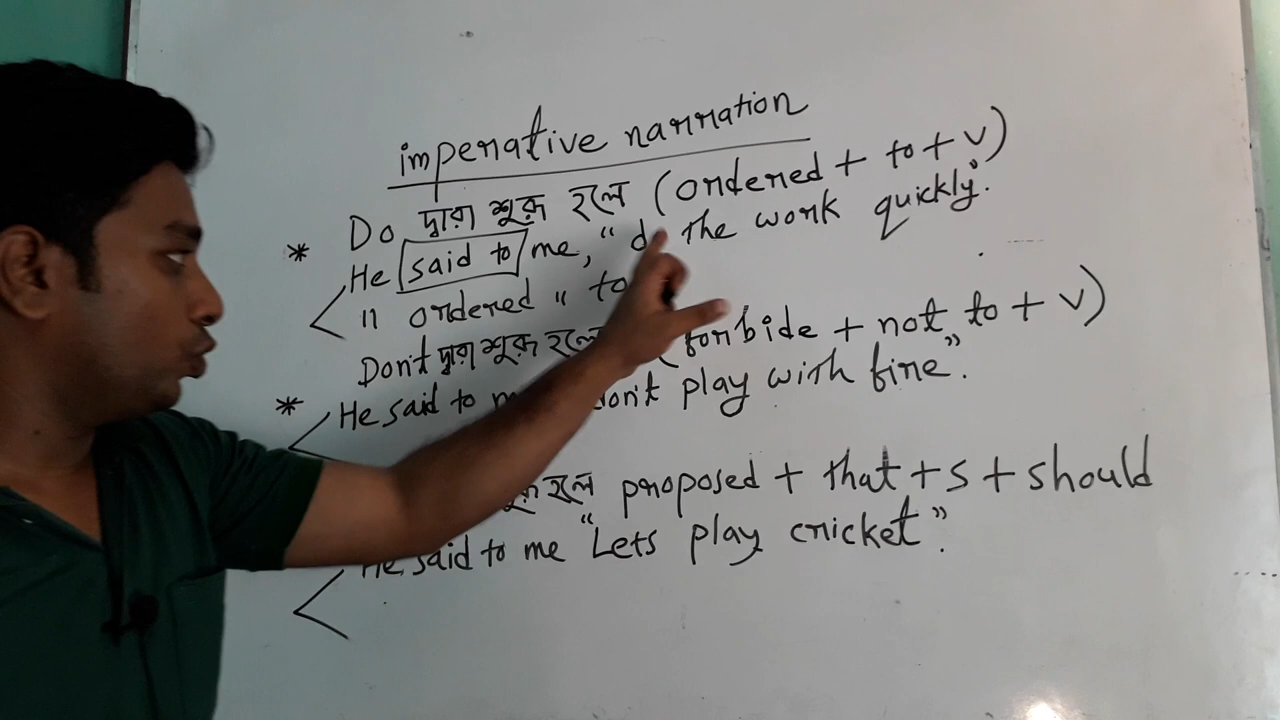 imperative narration
* Do দ্বারা শুরু হলে (ordered + to + v)
He said to me, " the work quickly.
" ordered " to
Don't দ্বারা শুরু হলে (forbide + not to + v)
* He said to play with fire".
হলে proposed + that + S + should
He said to me "Lets play cricket".